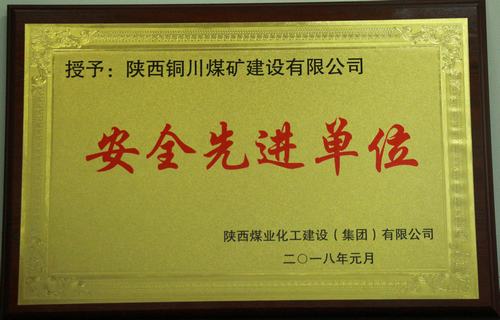 授予：陕西铜川煤矿建设有限公司
安全先进单位
陕西煤业化工建设（集团）有限公司
二〇一八年元月